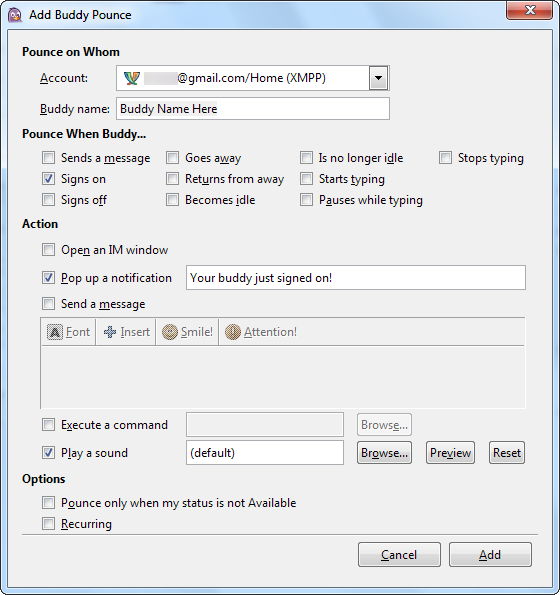 Add Buddy Pounce
Pounce on Whom
Account: @gmail.com/Home (XMPP)
Buddy name: Buddy Name Here
Pounce When Buddy...
Sends a message Goes away Is no longer idle Stops typing
Signs on Returns from away Starts typing
Signs off Becomes idle Pauses while typing
Action
Open an IM window
Pop up a notification Your buddy just signed on!
Send a message
Font Insert Smile! Attention!
Execute a command Browse...
Play a sound (default) Browse... Preview Reset
Options
Pounce only when my status is not Available
Recurring
Cancel Add